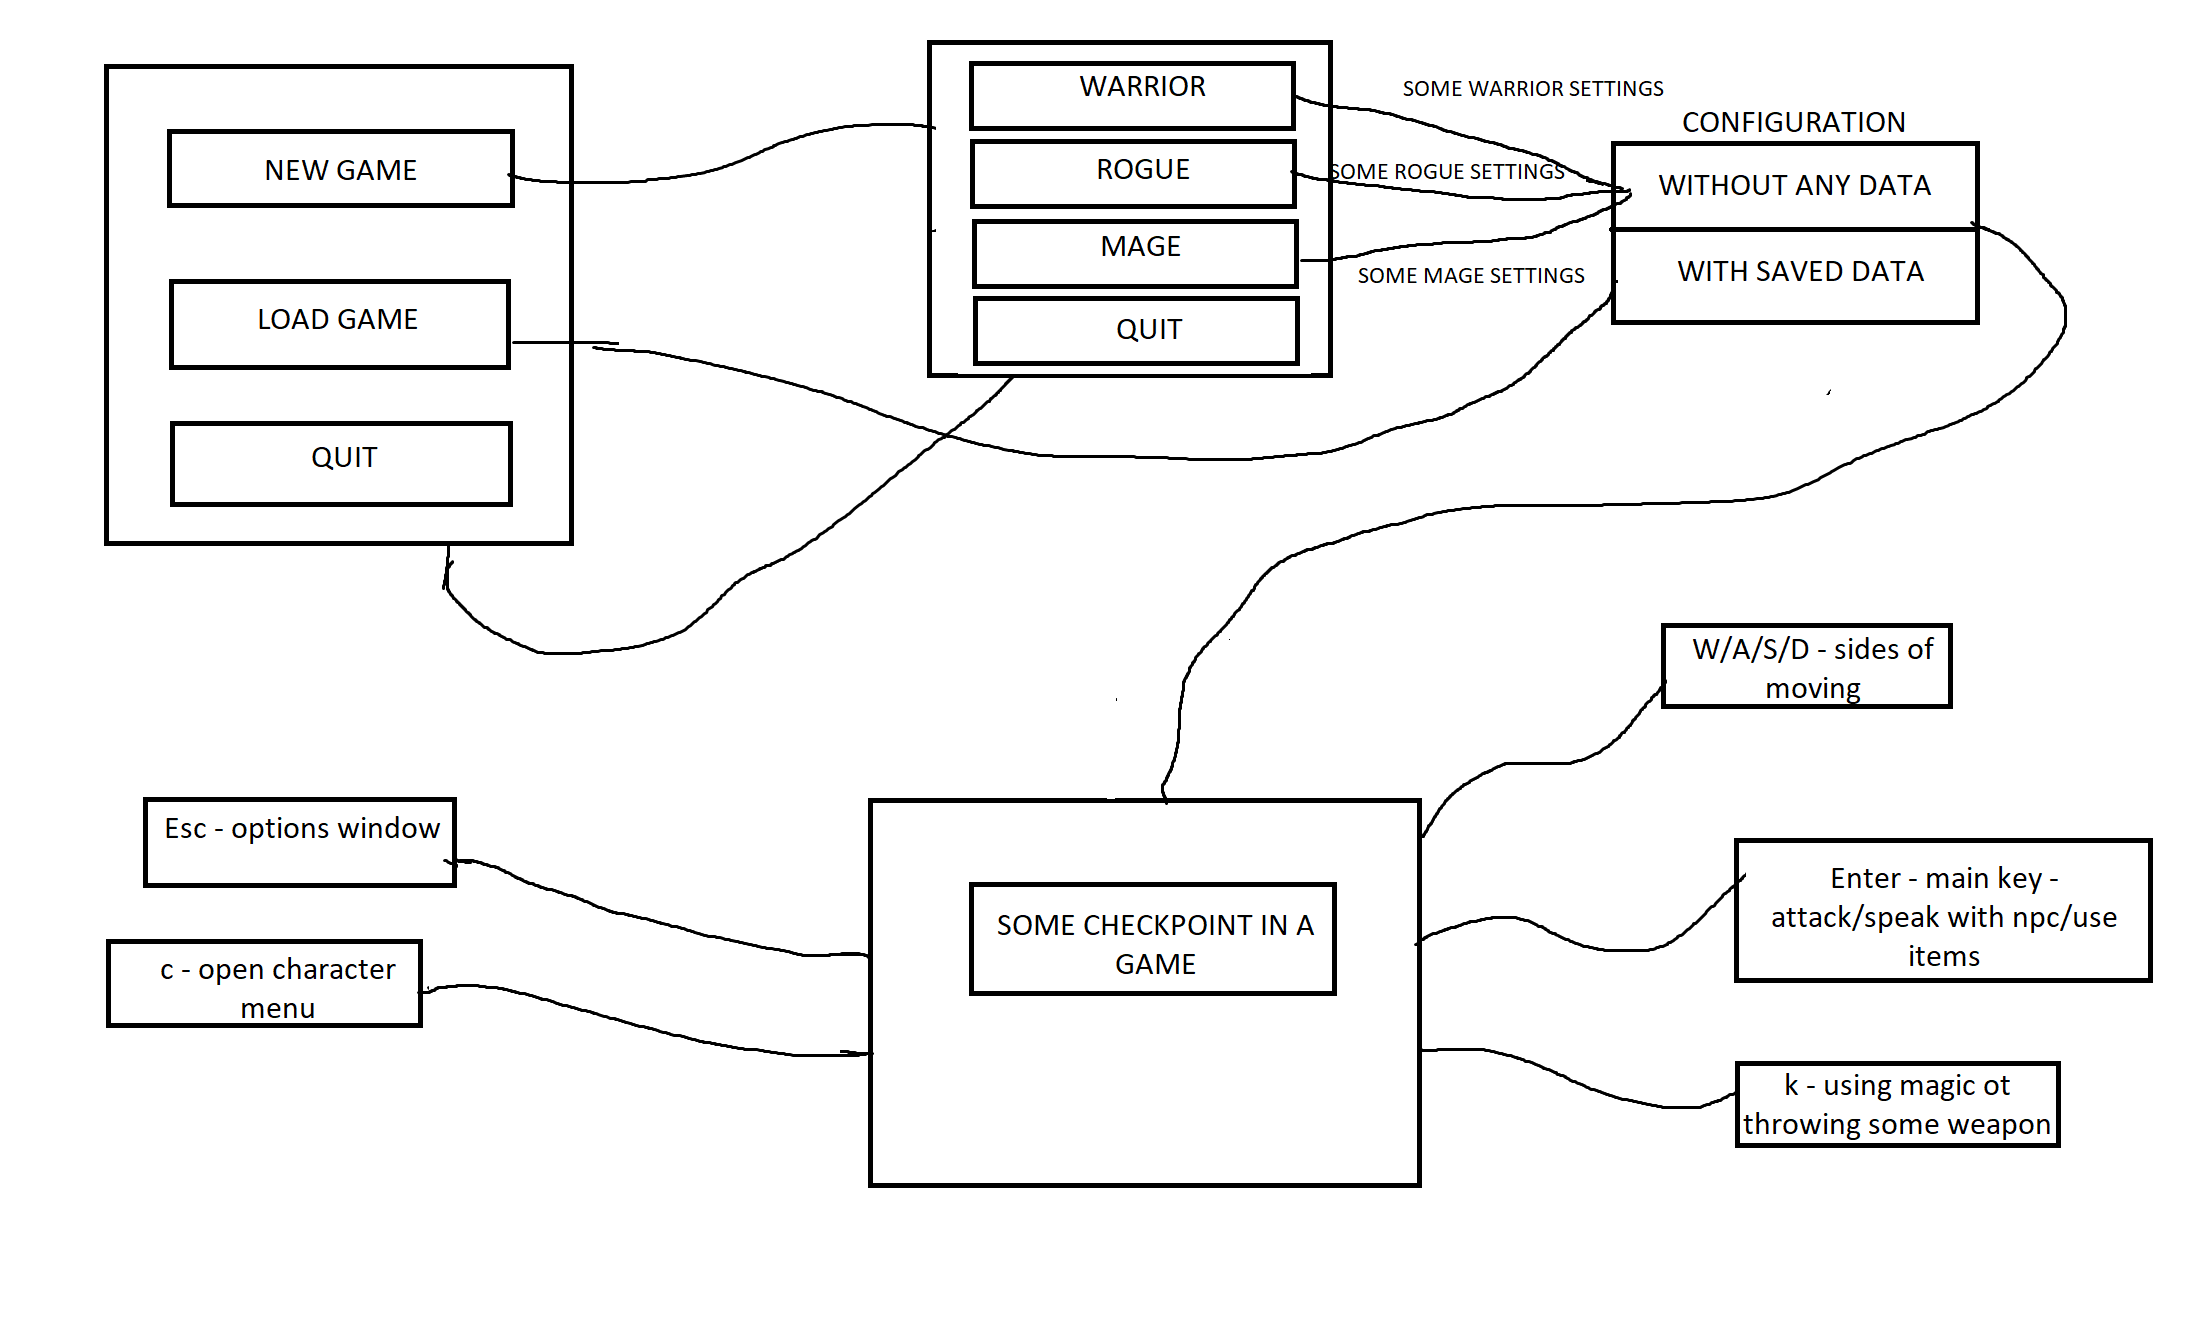 NEW GAME
LOAD GAME
QUIT
WARRIOR
ROGUE
MAGE
QUIT
SOME WARRIOR SETTINGS
SOME ROGUE SETTINGS
SOME MAGE SETTINGS
CONFIGURATION
WITHOUT ANY DATA
WITH SAVED DATA
W/A/S/D - sides of
moving
Esc - options window
c - open character
menu
SOME CHECKPOINT IN A
GAME
Enter - main key -
attack/speak with npc/use
items
k - using magic ot
throwing some weapon